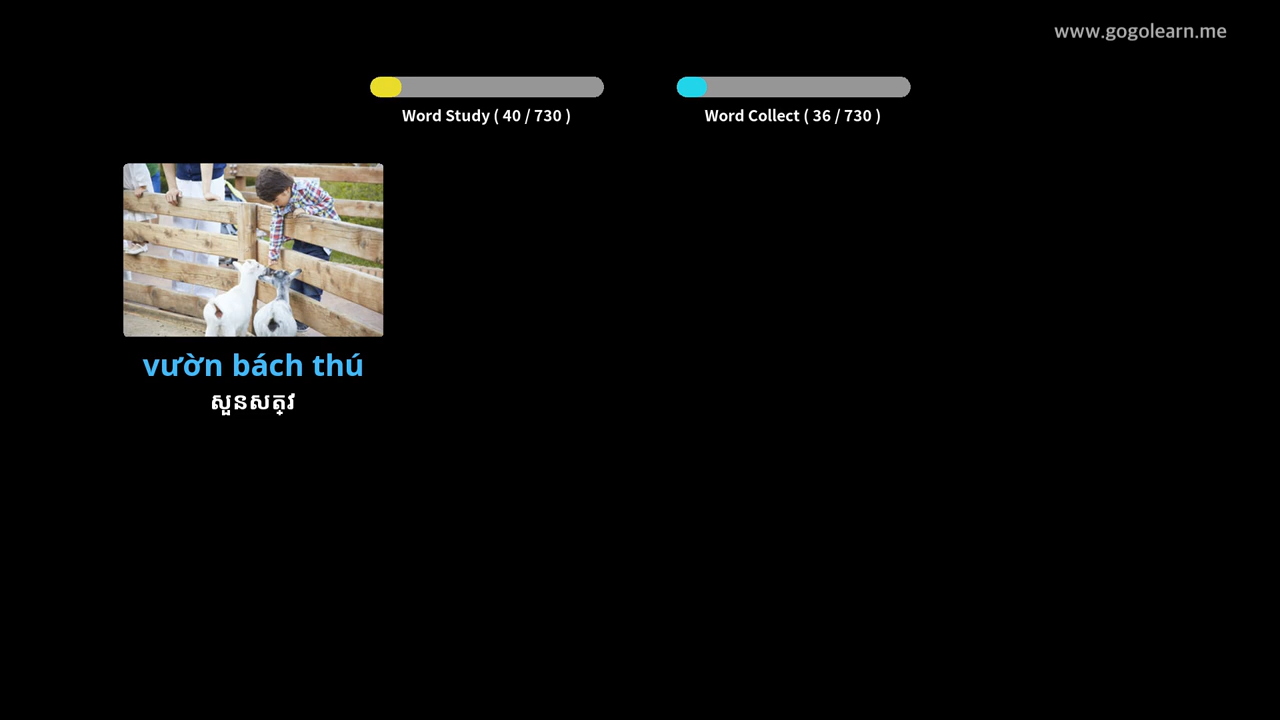 www.gogolearn.me
Word Study ( 40 / 730 )
Word Collect ( 36 / 730 )
vườn bách thú
សួនសត្វ